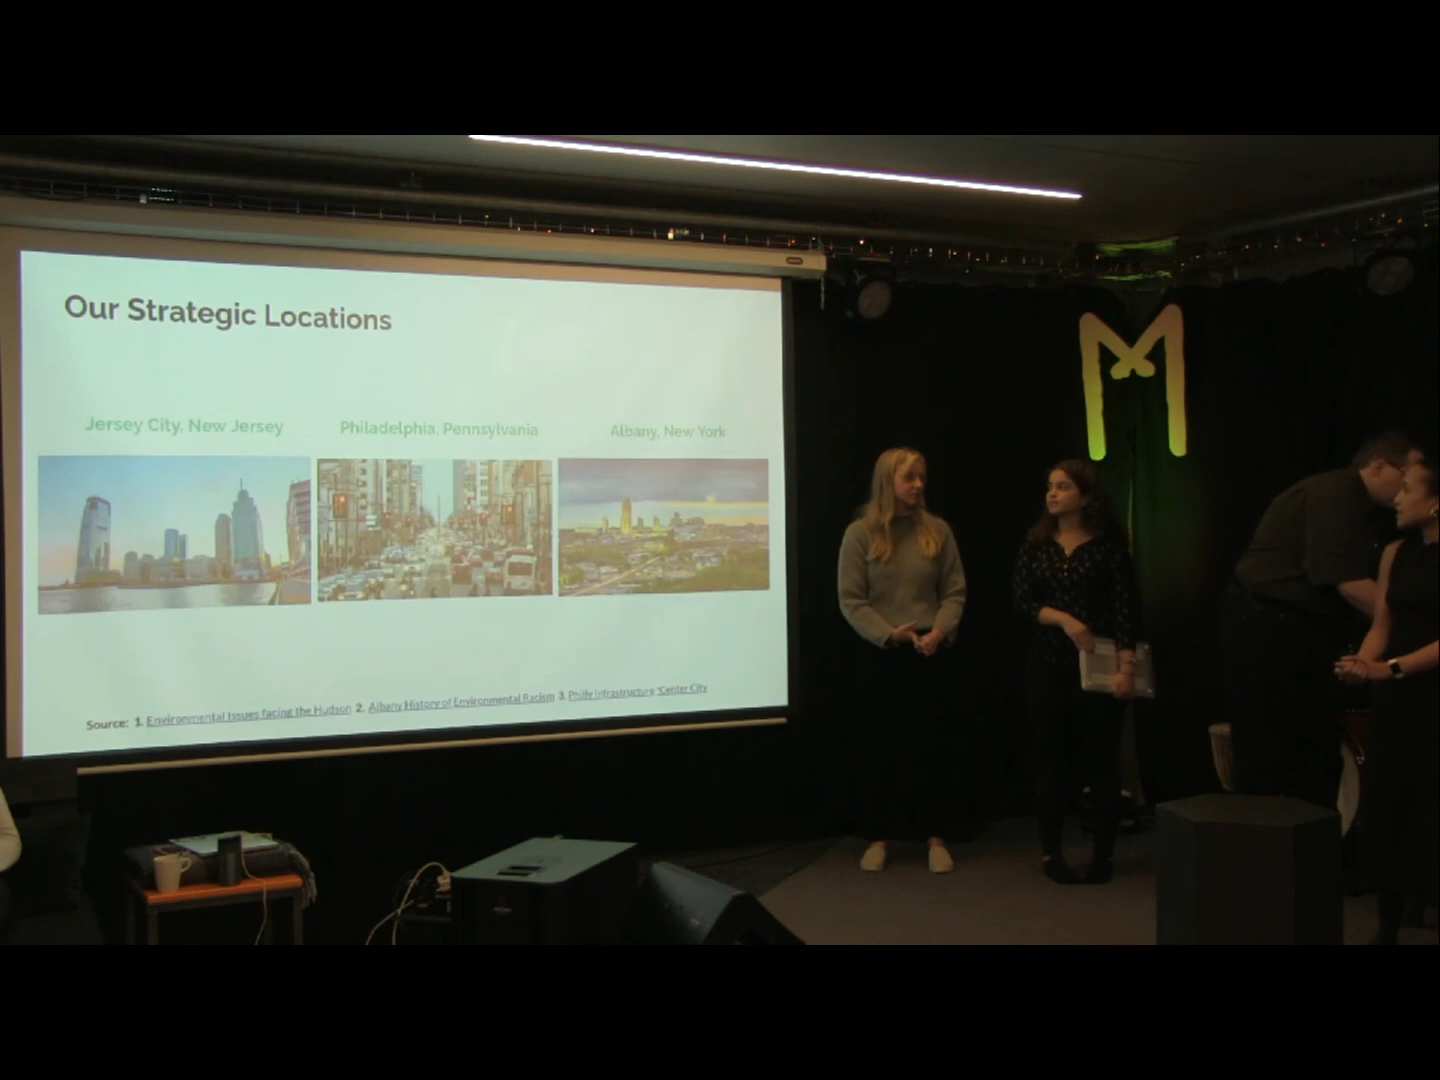 Our Strategic Locations
Jersey City, New Jersey
Philadelphia, Pennsylvania
Albany, New York
Source: 1. Environmental Issues facing the Hudson 2. Albany History of Environmental Racism 3. Philly Infrastructure 'Center City
M